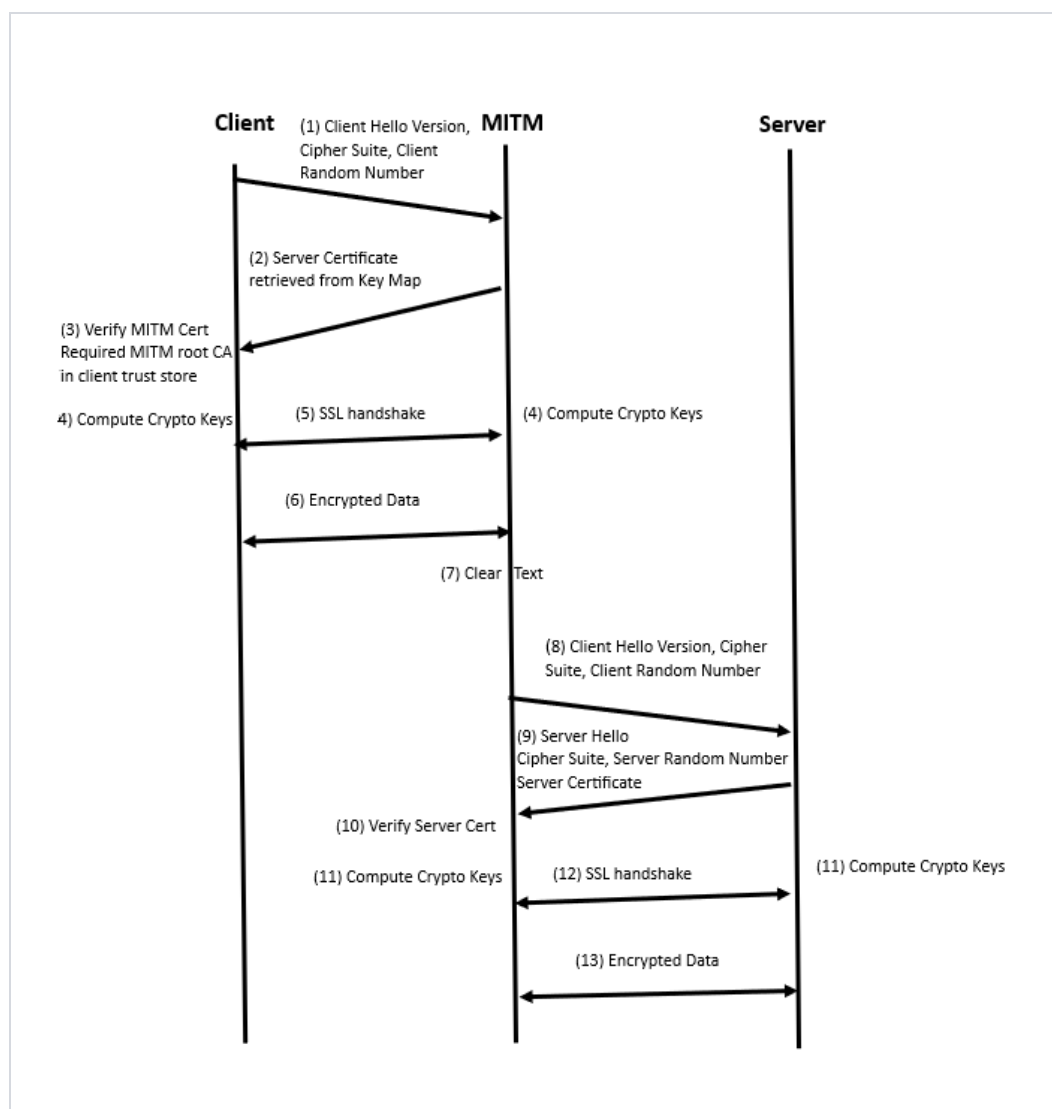 Client
MITM
Server
(1) Client Hello Version,
Cipher Suite, Client
Random Number
(2) Server Certificate
retrieved from Key Map
(3) Verify MITM Cert
Required MITM root CA
in client trust store
4) Compute Crypto Keys
(5) SSL handshake
(4) Compute Crypto Keys
(6) Encrypted Data
(7) Clear Text
(8) Client Hello Version, Cipher
Suite, Client Random Number
(9) Server Hello
Cipher Suite, Server Random Number
Server Certificate
(10) Verify Server Cert
(11) Compute Crypto Keys
(12) SSL handshake
(11) Compute Crypto Keys
(13) Encrypted Data